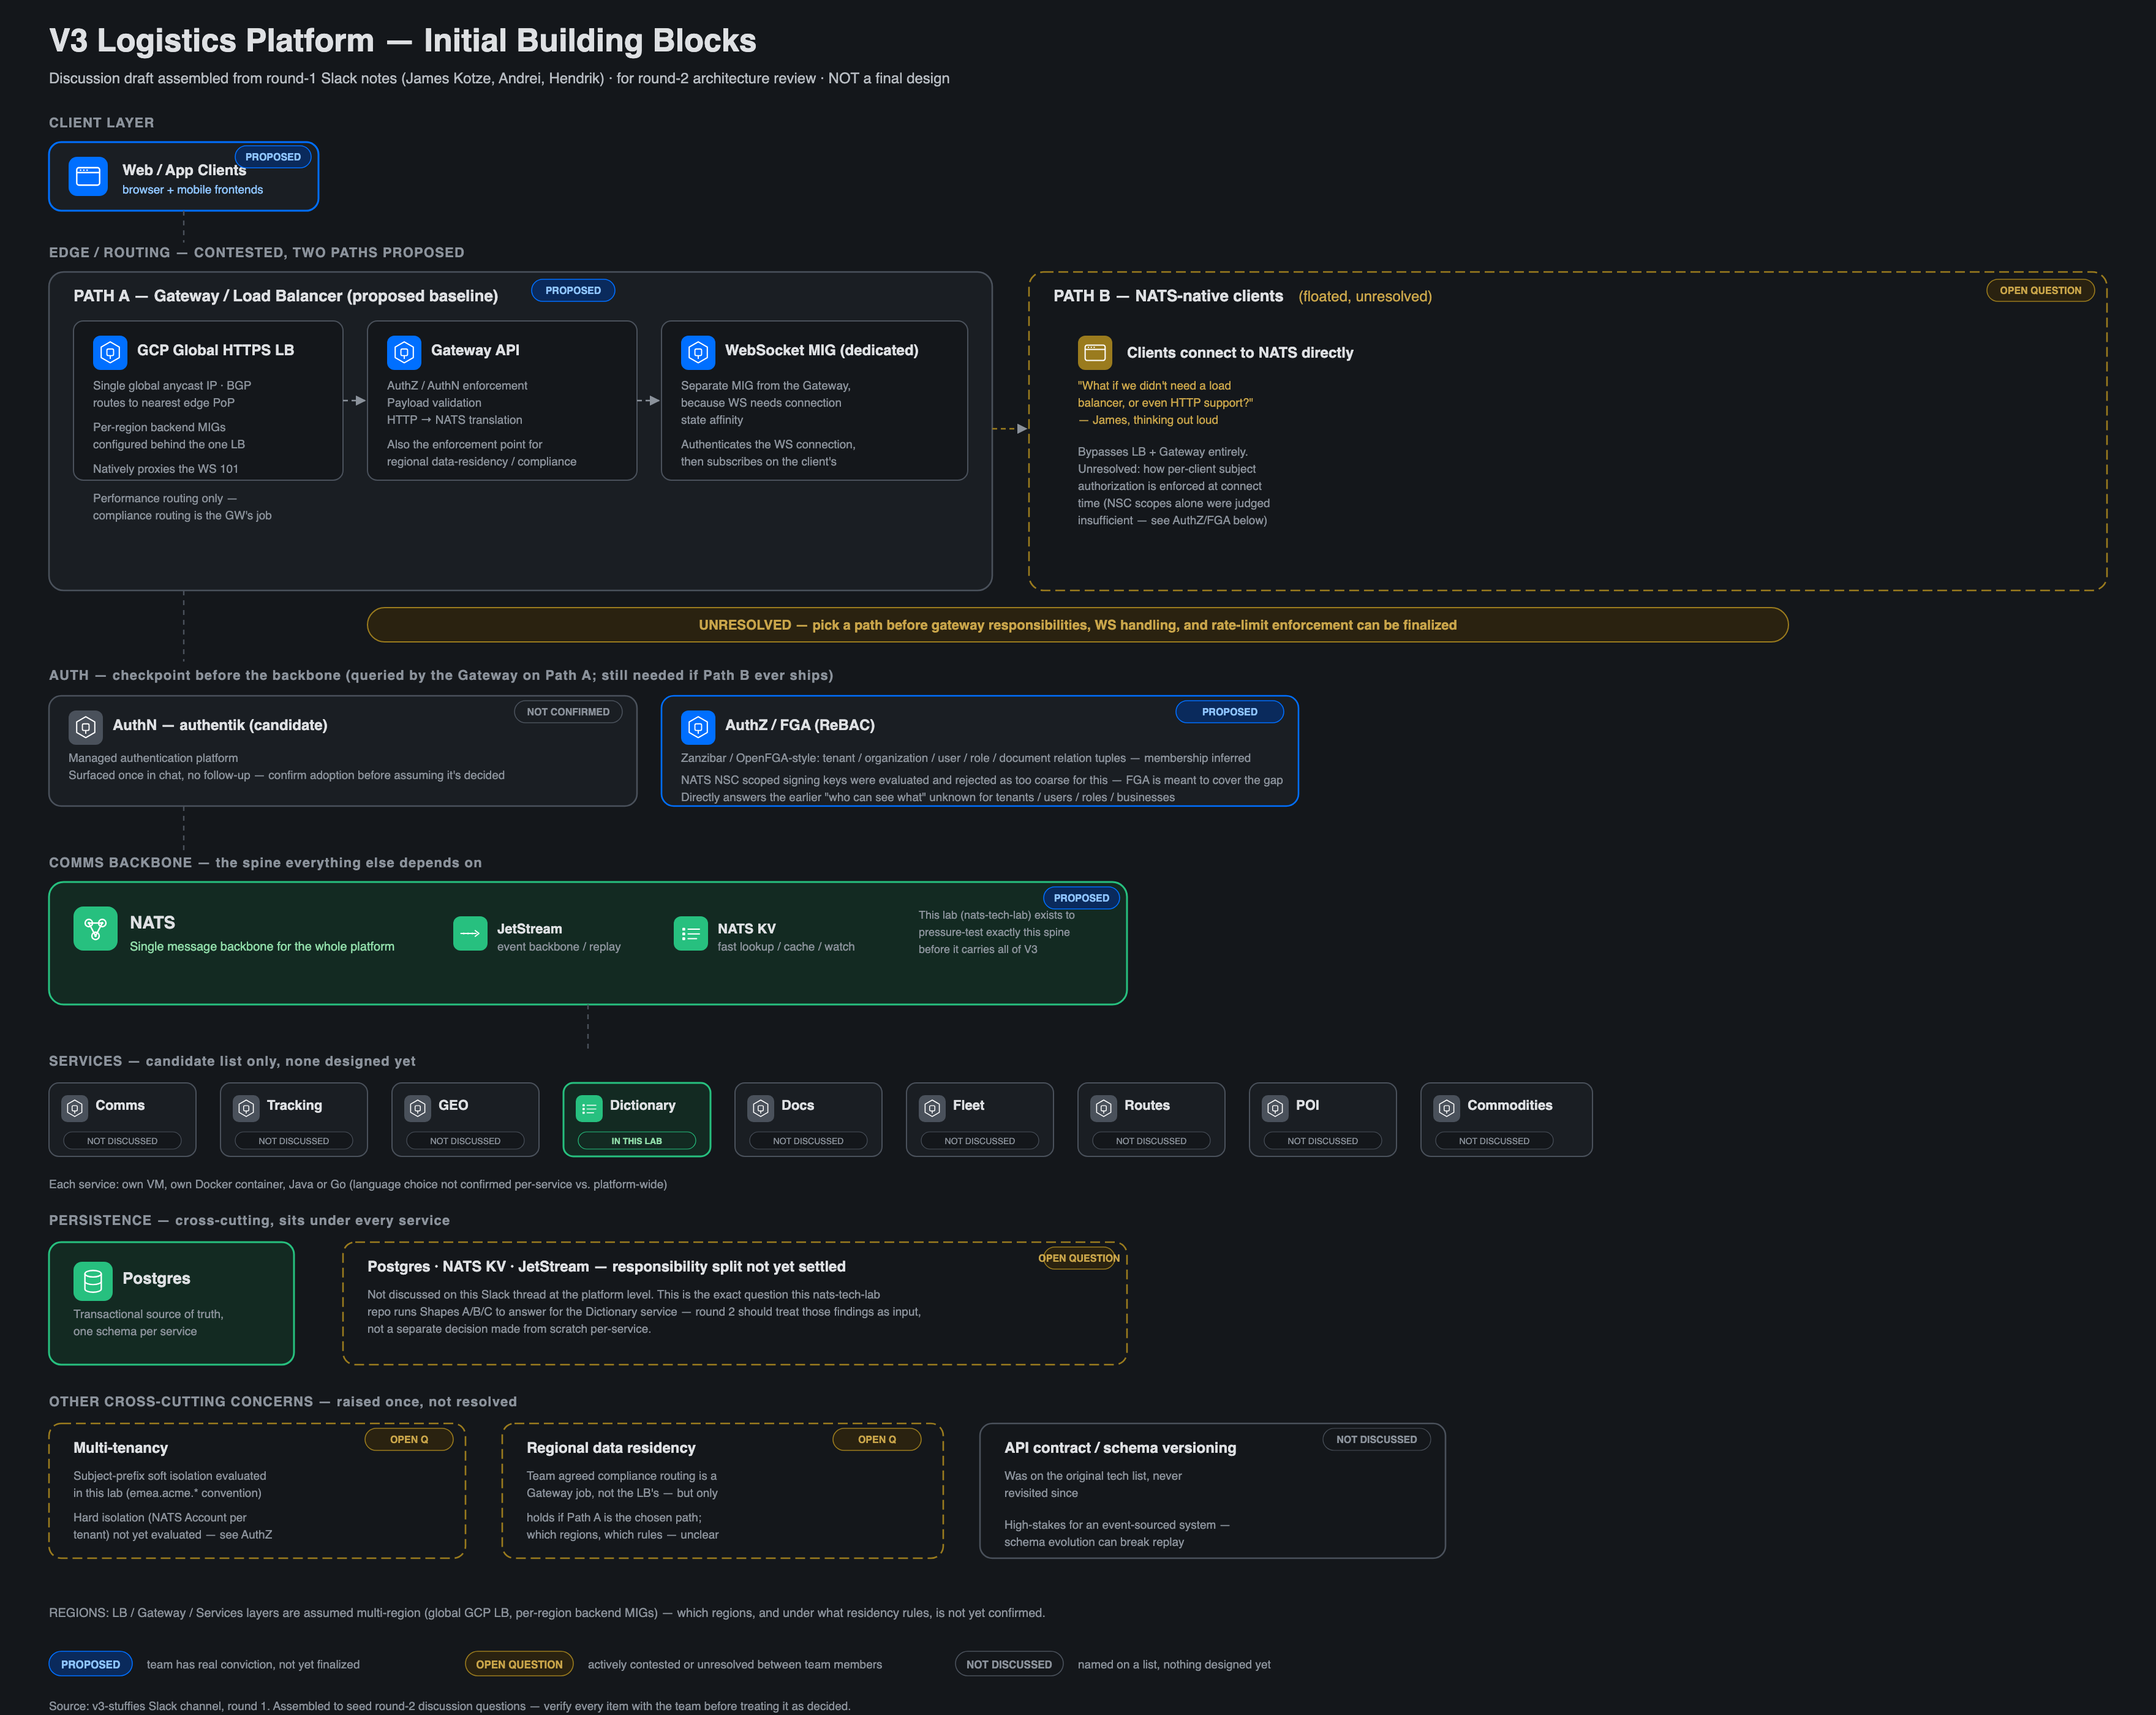 V3 Logistics Platform — Initial Building Blocks
Discussion draft assembled from round-1 Slack notes (James Kotze, Andrei, Hendrik) · for round-2 architecture review · NOT a final design
CLIENT LAYER
PROPOSED
Web / App Clients
browser + mobile frontends
EDGE / ROUTING — CONTESTED, TWO PATHS PROPOSED
PATH A — Gateway / Load Balancer (proposed baseline)
PROPOSED
GCP Global HTTPS LB
Single global anycast IP · BGP
routes to nearest edge PoP
Per-region backend MIGs
configured behind the one LB
Natively proxies the WS 101
Performance routing only —
compliance routing is the GW's job
Gateway API
AuthZ / AuthN enforcement
Payload validation
HTTP → NATS translation
Also the enforcement point for
regional data-residency / compliance
WebSocket MIG (dedicated)
Separate MIG from the Gateway,
because WS needs connection
state affinity
Authenticates the WS connection,
then subscribes on the client's
PATH B — NATS-native clients (floated, unresolved)
OPEN QUESTION
Clients connect to NATS directly
"What if we didn't need a load
balancer, or even HTTP support?"
— James, thinking out loud
Bypasses LB + Gateway entirely.
Unresolved: how per-client subject
authorization is enforced at connect
time (NSC scopes alone were judged
insufficient — see AuthZ/FGA below)
UNRESOLVED — pick a path before gateway responsibilities, WS handling, and rate-limit enforcement can be finalized
AUTH — checkpoint before the backbone (queried by the Gateway on Path A; still needed if Path B ever ships)
AuthN — authentik (candidate)
NOT CONFIRMED
Managed authentication platform
Surfaced once in chat, no follow-up — confirm adoption before assuming it's decided
AuthZ / FGA (ReBAC)
PROPOSED
Zanzibar / OpenFGA-style: tenant / organization / user / role / document relation tuples — membership inferred
NATS NSC scoped signing keys were evaluated and rejected as too coarse for this — FGA is meant to cover the gap
Directly answers the earlier "who can see what" unknown for tenants / users / roles / businesses
COMMS BACKBONE — the spine everything else depends on
PROPOSED
NATS
Single message backbone for the whole platform
JetStream
event backbone / replay
NATS KV
fast lookup / cache / watch
This lab (nats-tech-lab) exists to
pressure-test exactly this spine
before it carries all of V3
SERVICES — candidate list only, none designed yet
Comms
NOT DISCUSSED
Tracking
NOT DISCUSSED
GEO
NOT DISCUSSED
Dictionary
IN THIS LAB
Docs
NOT DISCUSSED
Fleet
NOT DISCUSSED
Routes
NOT DISCUSSED
POI
NOT DISCUSSED
Commodities
NOT DISCUSSED
Each service: own VM, own Docker container, Java or Go (language choice not confirmed per-service vs. platform-wide)
PERSISTENCE — cross-cutting, sits under every service
Postgres
Transactional source of truth,
one schema per service
Postgres · NATS KV · JetStream — responsibility split not yet settled
OPEN QUESTION
Not discussed on this Slack thread at the platform level. This is the exact question this nats-tech-lab
repo runs Shapes A/B/C to answer for the Dictionary service — round 2 should treat those findings as input,
not a separate decision made from scratch per-service.
OTHER CROSS-CUTTING CONCERNS — raised once, not resolved
Multi-tenancy
OPEN Q
Subject-prefix soft isolation evaluated
in this lab (emea.acme.* convention)
Hard isolation (NATS Account per
tenant) not yet evaluated — see AuthZ
Regional data residency
OPEN Q
Team agreed compliance routing is a
Gateway job, not the LB's — but only
holds if Path A is the chosen path;
which regions, which rules — unclear
API contract / schema versioning
NOT DISCUSSED
Was on the original tech list, never
revisited since
High-stakes for an event-sourced system —
schema evolution can break replay
REGIONS: LB / Gateway / Services layers are assumed multi-region (global GCP LB, per-region backend MIGs) — which regions, and under what residency rules, is not yet confirmed.
PROPOSED team has real conviction, not yet finalized
OPEN QUESTION actively contested or unresolved between team members
NOT DISCUSSED named on a list, nothing designed yet
Source: v3-stuffies Slack channel, round 1. Assembled to seed round-2 discussion questions — verify every item with the team before treating it as decided.